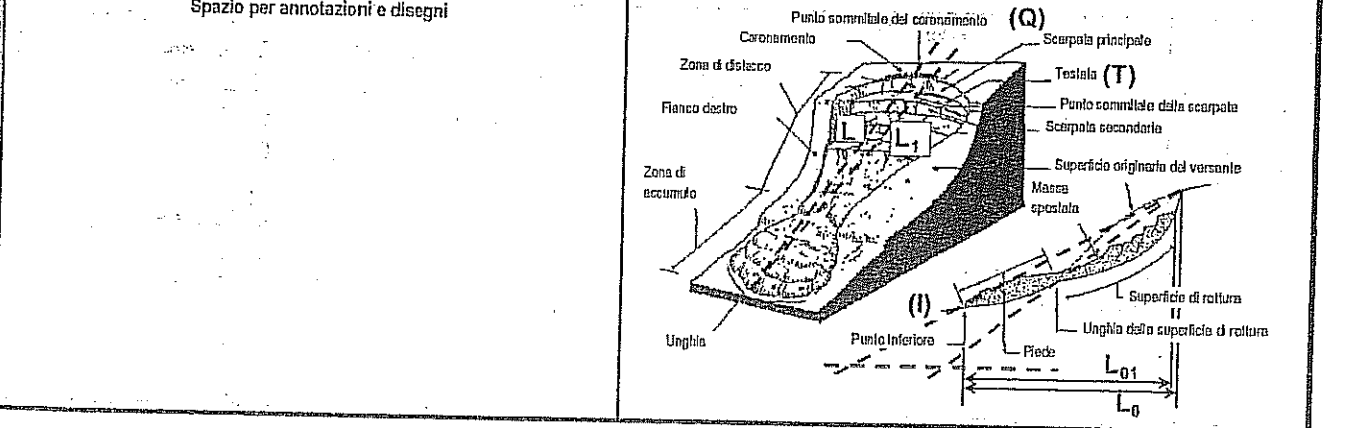 Spazio per annotazioni e disegni
Punto sommitale del coronamento (Q)
Coronamento
Scarpata principale
Zona di distacco
Testata (T)
Fianco destro
Punto sommitale della scarpata
L
L1
Scarpata secondaria
Zona di
accumulo
Superficie originaria del versante
Massa
spostata
(I)
Superficie di rottura
Unghia della superficie di rottura
Unghia
Punto Inferiore
Piede
L01
L0